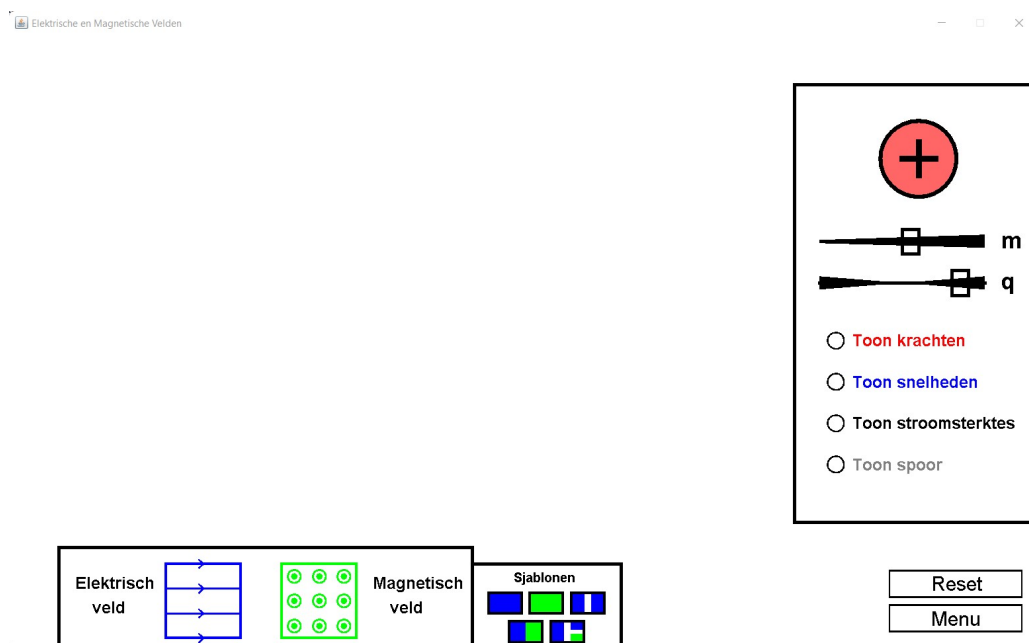 Elektrische en Magnetische Velden
m
q
Toon krachten
Toon snelheden
Toon stroomsterktes
Toon spoor
Elektrisch
veld
Magnetisch
veld
Sjablonen
Reset
Menu